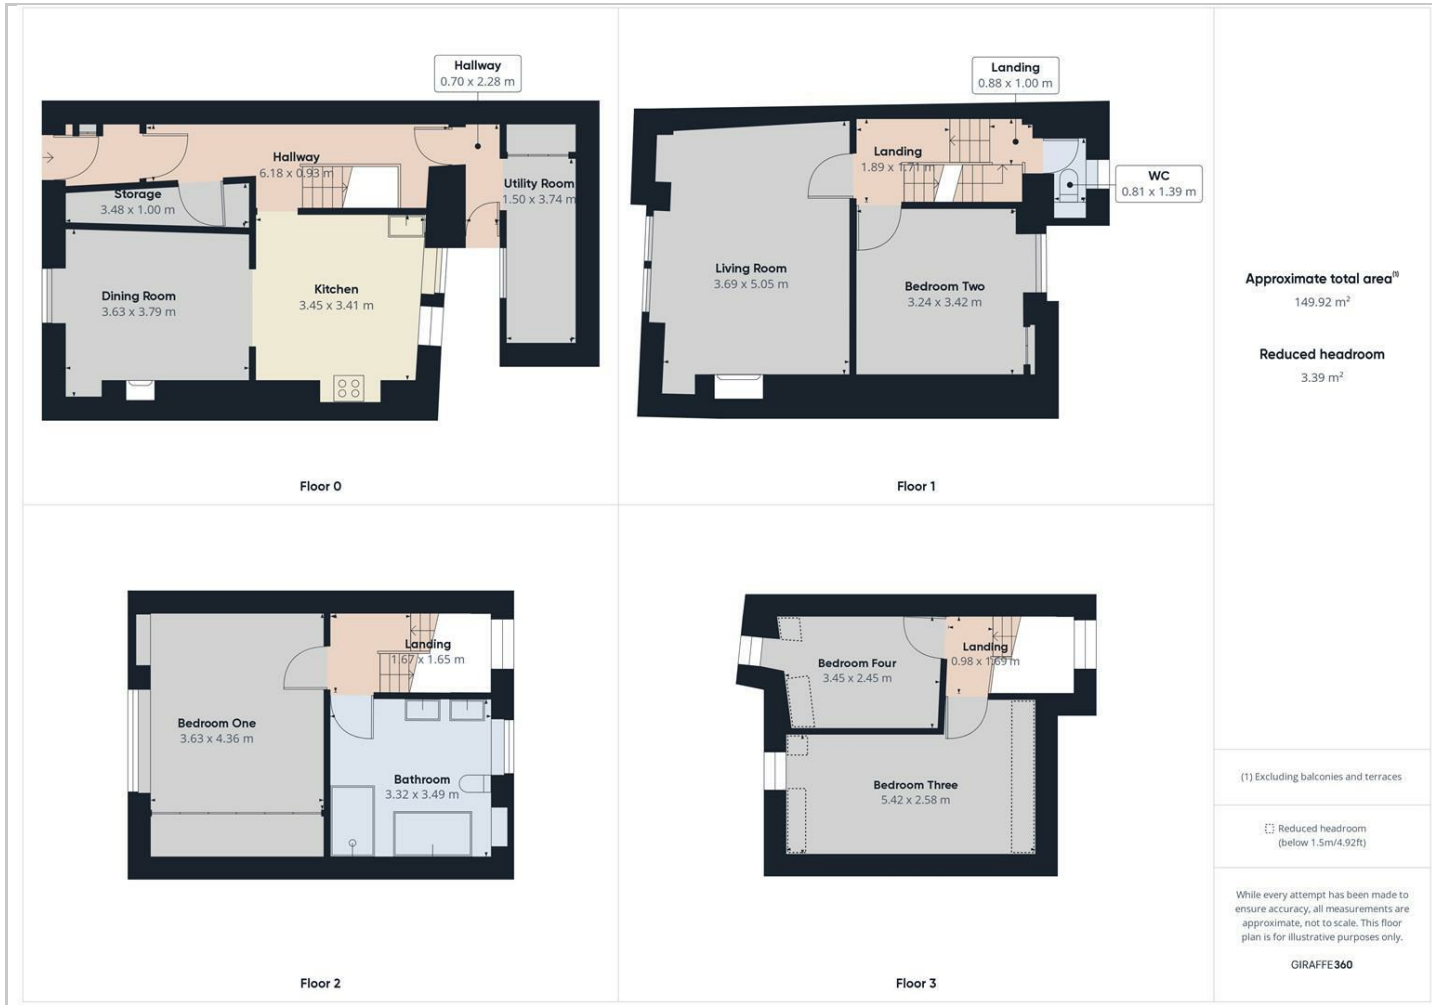 Hallway
0.70 x 2.28 m
Hallway
6.18 x 0.93 m
Storage
3.48 x 1.00 m
Utility Room
1.50 x 3.74 m
Dining Room
3.63 x 3.79 m
Kitchen
3.45 x 3.41 m
Floor 0
Landing
0.88 x 1.00 m
Landing
1.89 x 1.71 m
WC
0.81 x 1.39 m
Living Room
3.69 x 5.05 m
Bedroom Two
3.24 x 3.42 m
Floor 1
Landing
1.67 x 1.65 m
Bedroom One
3.63 x 4.36 m
Bathroom
3.32 x 3.49 m
Floor 2
Bedroom Four
3.45 x 2.45 m
Landing
0.98 x 1.69 m
Bedroom Three
5.42 x 2.58 m
Floor 3
Approximate total area⁽¹⁾
149.92 m²
Reduced headroom
3.39 m²
(1) Excluding balconies and terraces
Reduced headroom
(below 1.5m/4.92ft)
While every attempt has been made to
ensure accuracy, all measurements are
approximate, not to scale. This floor
plan is for illustrative purposes only.
GIRAFFE360